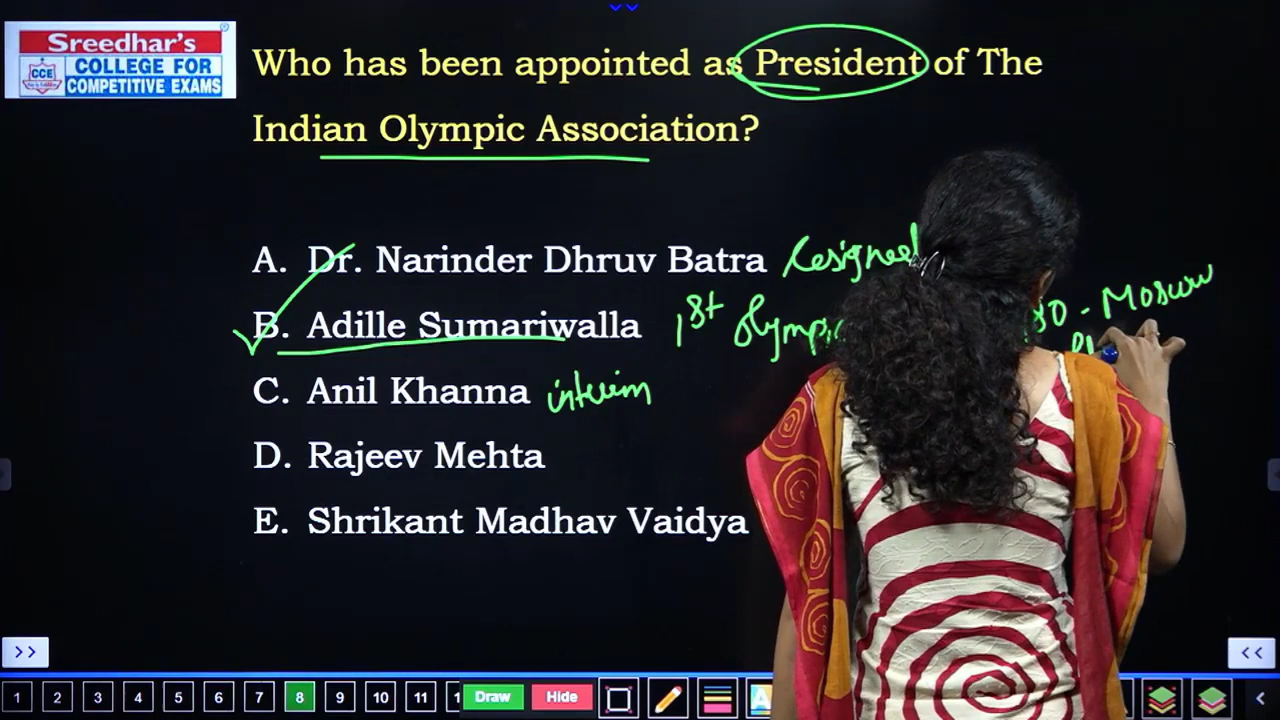 Sreedhar's
CCE
COLLEGE FOR
COMPETITIVE EXAMS
Who has been appointed as President of The
Indian Olympic Association?
A. Dr. Narinder Dhruv Batra Resigned
B. Adille Sumariwalla 1st Olympic 80 - Moscow
C. Anil Khanna interim
D. Rajeev Mehta
E. Shrikant Madhav Vaidya
>> <<
1 2 3 4 5 6 7 8 9 10 11 1 Draw Hide A <